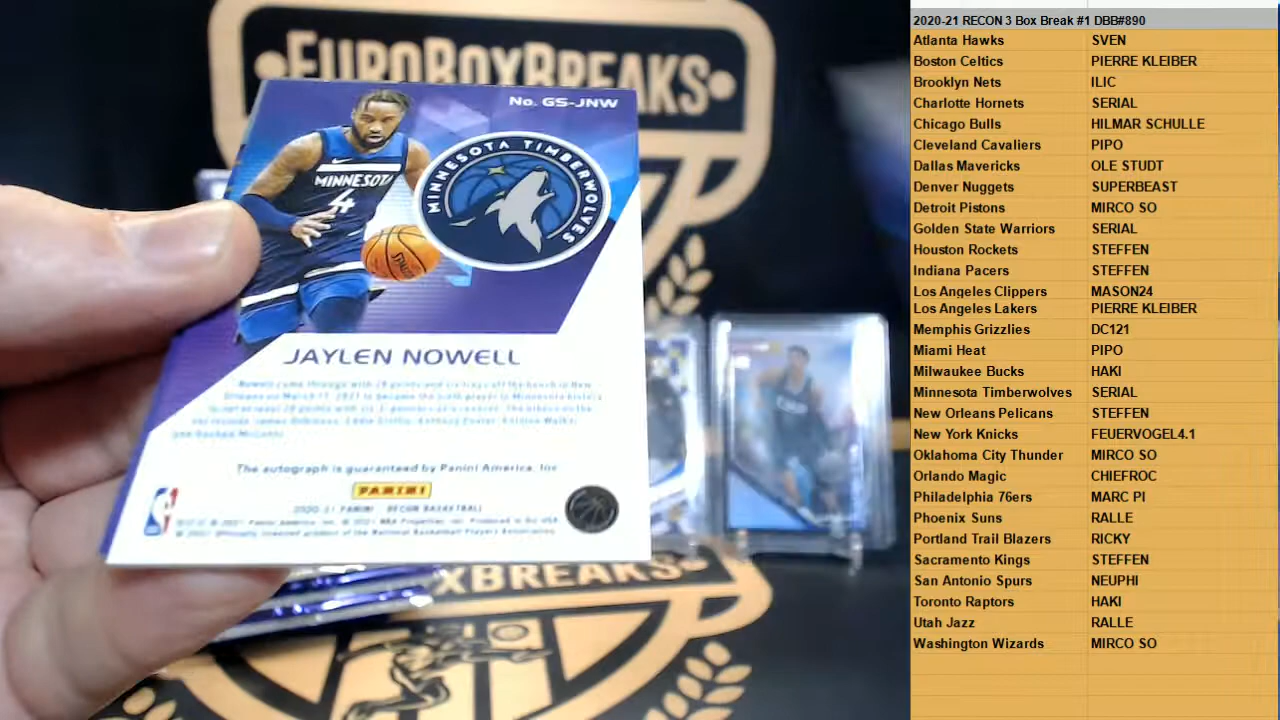 EUROBOXBREAKS
No. GS-JNW
MINNESOTA TIMBERWOLVES
MINNESOTA
4
SPALDING
JAYLEN NOWELL
The autograph is guaranteed by Panini America, Inc
PANINI
2020-21 PANINI RECON BASKETBALL
XBREAKS
2020-21 RECON 3 Box Break #1 DBB#890
Atlanta Hawks SVEN
Boston Celtics PIERRE KLEIBER
Brooklyn Nets ILIC
Charlotte Hornets SERIAL
Chicago Bulls HILMAR SCHULLE
Cleveland Cavaliers PIPO
Dallas Mavericks OLE STUDT
Denver Nuggets SUPERBEAST
Detroit Pistons MIRCO SO
Golden State Warriors SERIAL
Houston Rockets STEFFEN
Indiana Pacers STEFFEN
Los Angeles Clippers MASON24
Los Angeles Lakers PIERRE KLEIBER
Memphis Grizzlies DC121
Miami Heat PIPO
Milwaukee Bucks HAKI
Minnesota Timberwolves SERIAL
New Orleans Pelicans STEFFEN
New York Knicks FEUERVOGEL4.1
Oklahoma City Thunder MIRCO SO
Orlando Magic CHIEFROC
Philadelphia 76ers MARC PI
Phoenix Suns RALLE
Portland Trail Blazers RICKY
Sacramento Kings STEFFEN
San Antonio Spurs NEUPHI
Toronto Raptors HAKI
Utah Jazz RALLE
Washington Wizards MIRCO SO